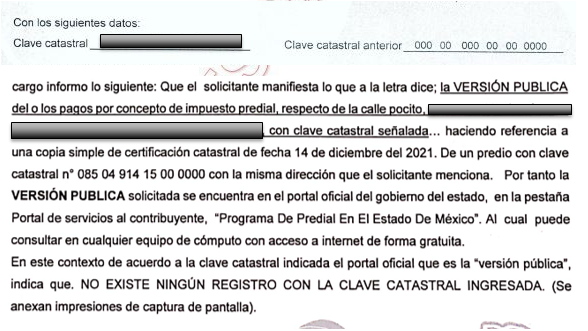 Con los siguientes datos:
Clave catastral
Clave catastral anterior 000 00 000 00 00 0000
cargo informo lo siguiente: Que el solicitante manifiesta lo que a la letra dice; la VERSIÓN PUBLICA
del o los pagos por concepto de impuesto predial, respecto de la calle pocito,
, con clave catastral señalada... haciendo referencia a
una copia simple de certificación catastral de fecha 14 de diciembre del 2021. De un predio con clave
catastral n° 085 04 914 15 00 0000 con la misma dirección que el solicitante menciona. Por tanto la
VERSIÓN PUBLICA solicitada se encuentra en el portal oficial del gobierno del estado, en la pestaña
Portal de servicios al contribuyente, “Programa De Predial En El Estado De México”. Al cual puede
consultar en cualquier equipo de cómputo con acceso a internet de forma gratuita.
En este contexto de acuerdo a la clave catastral indicada el portal oficial que es la “versión pública”,
indica que. NO EXISTE NINGÚN REGISTRO CON LA CLAVE CATASTRAL INGRESADA. (Se
anexan impresiones de captura de pantalla).